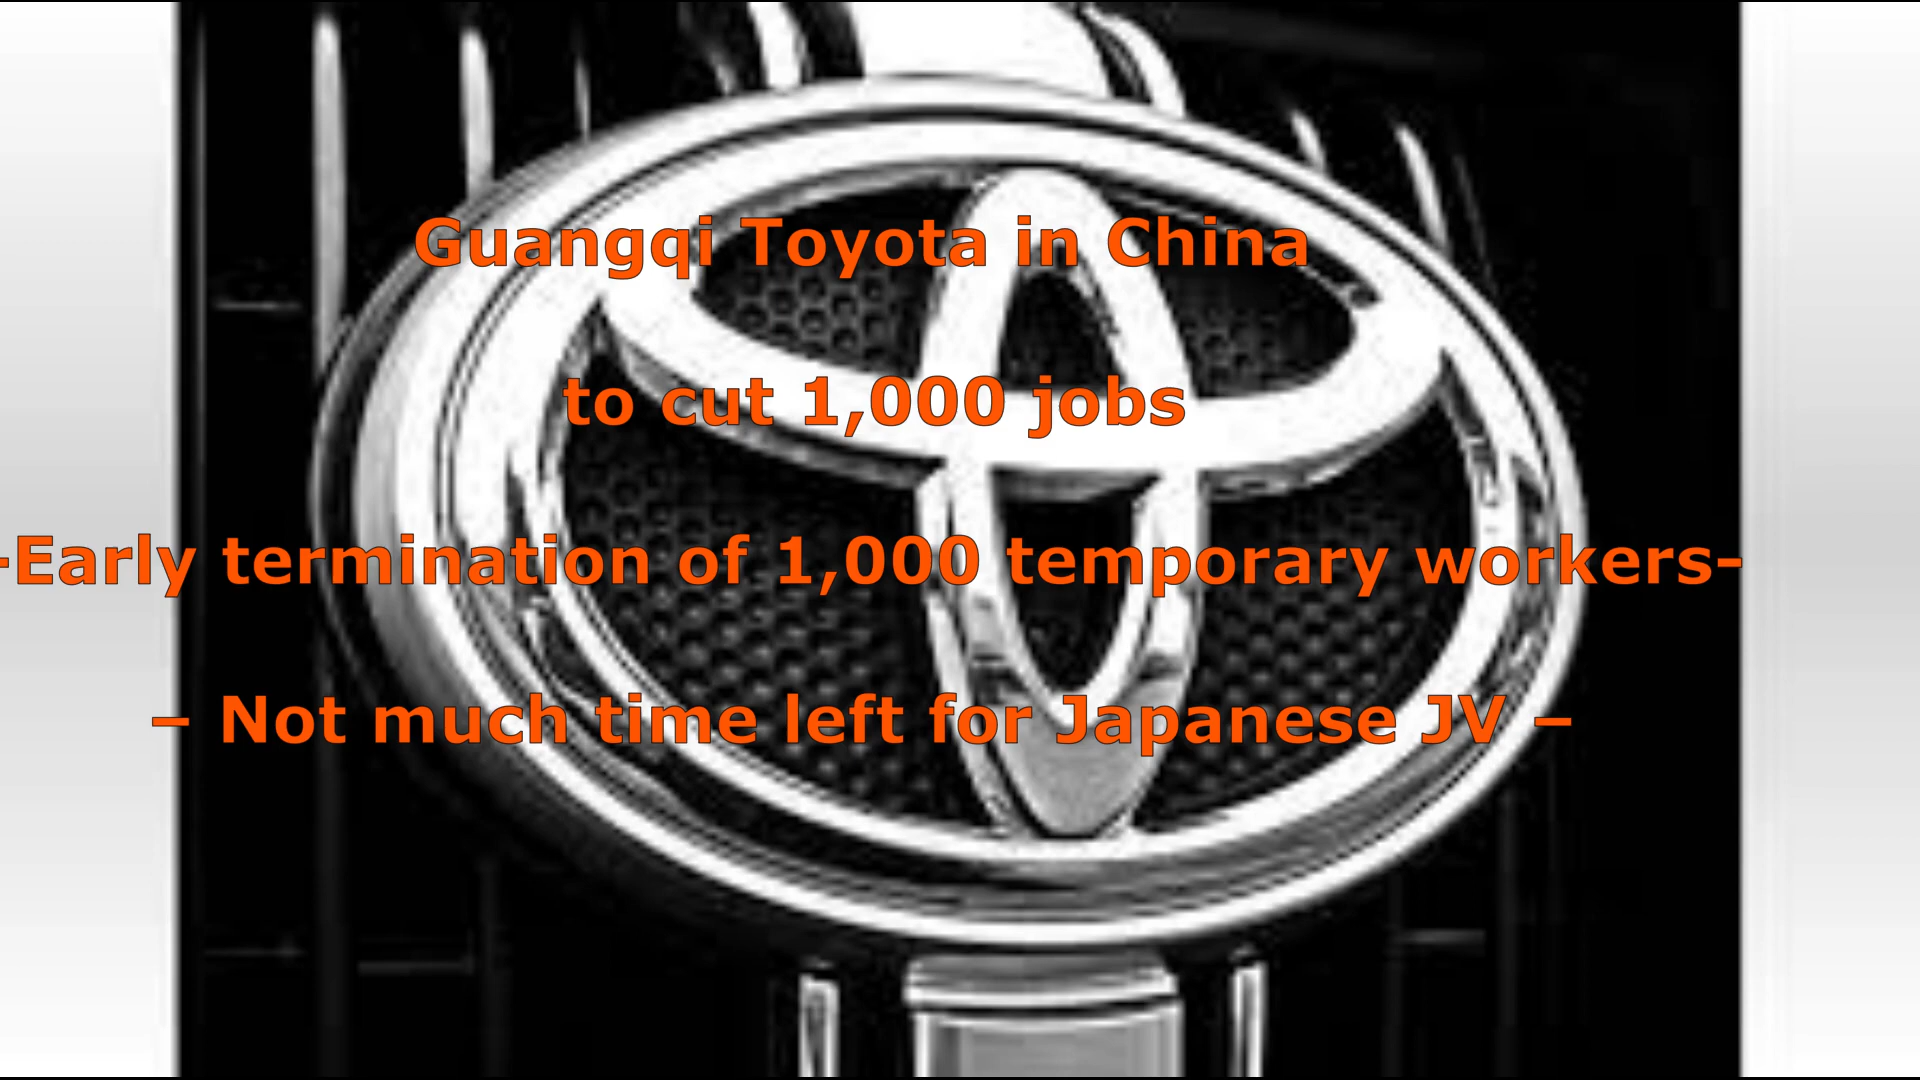 Guangqi Toyota in China
to cut 1,000 jobs
-Early termination of 1,000 temporary workers-
– Not much time left for Japanese JV –